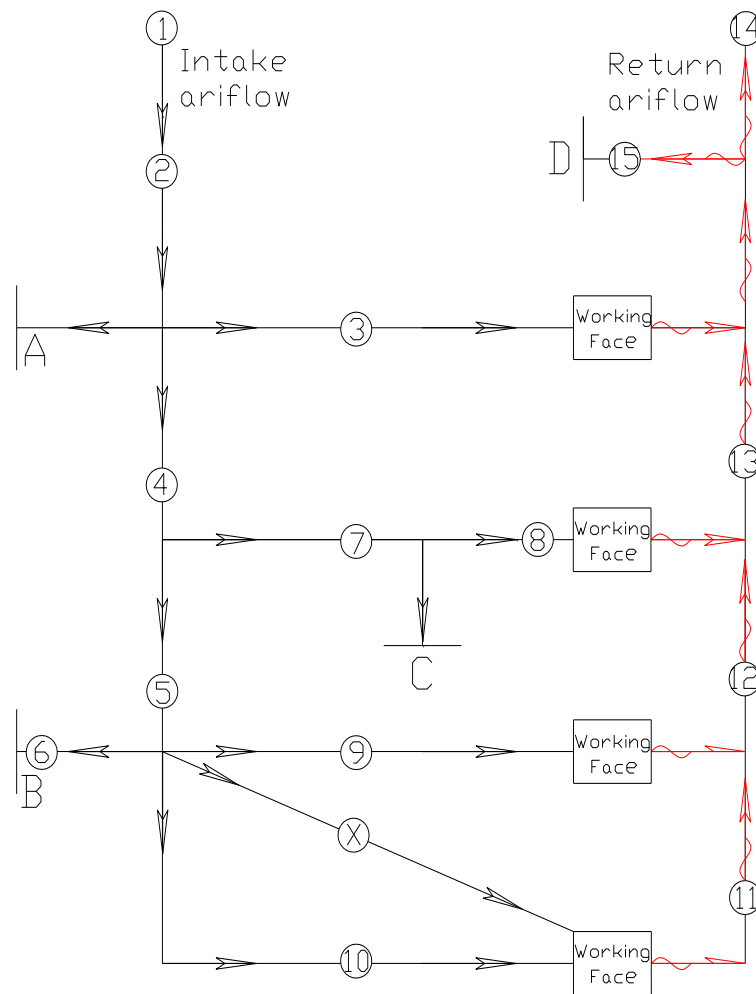 1
14
Intake
ariflow
Return
ariflow
2
D
15
A
3
Working
Face
13
4
7
8
Working
Face
C
12
5
6
B
9
Working
Face
X
11
10
Working
Face